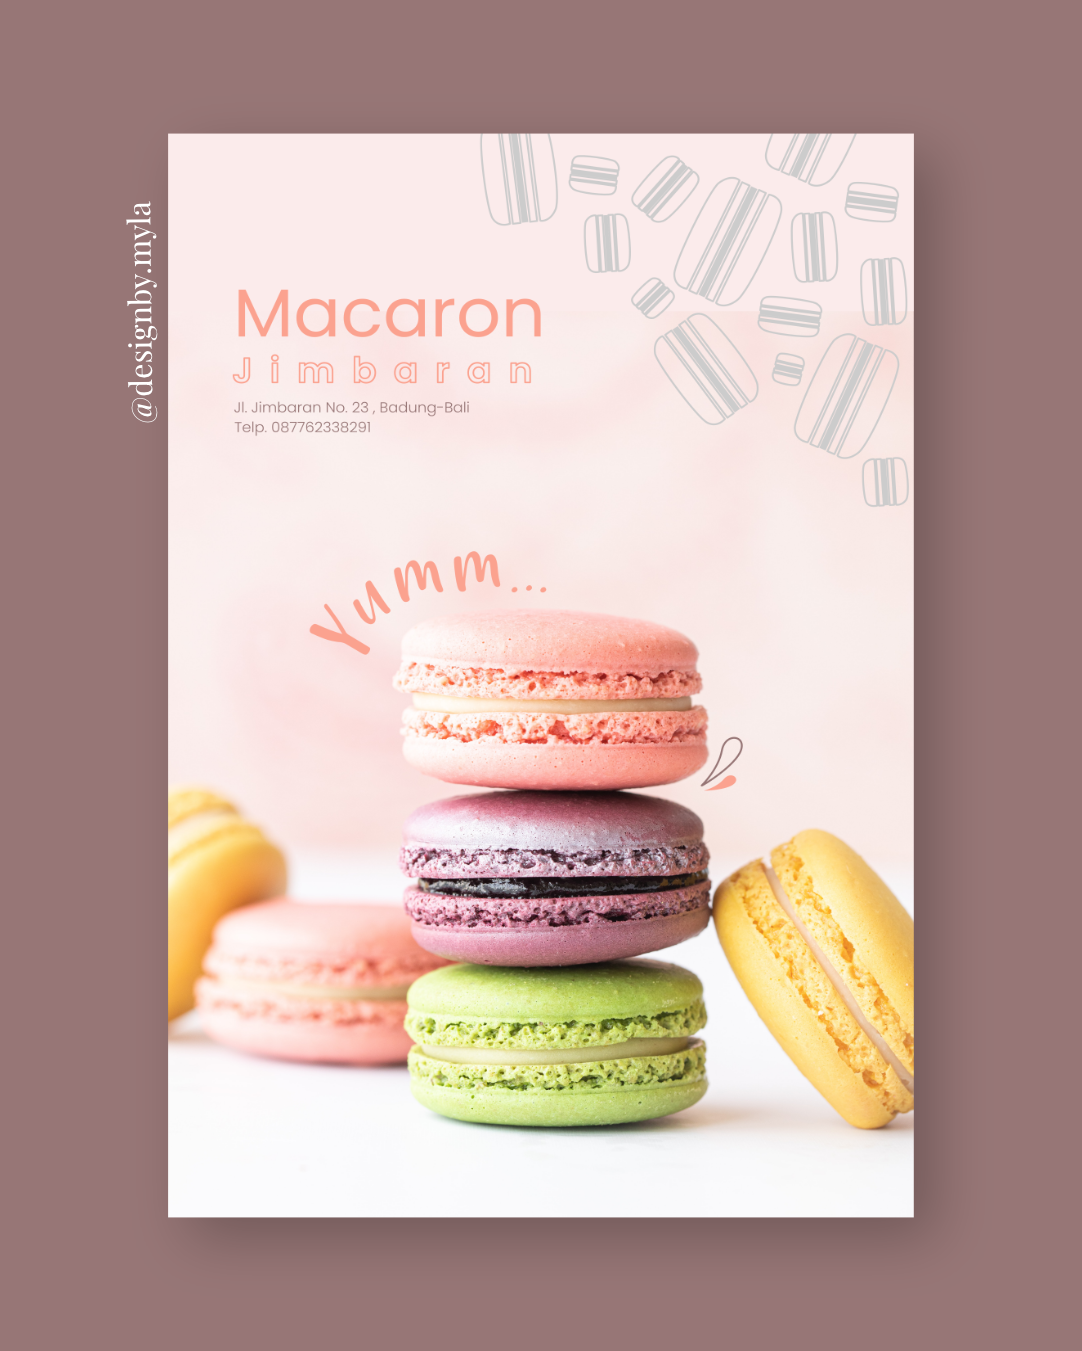 @designby.myla
Macaron
Jimbaran
Jl. Jimbaran No. 23 , Badung-Bali
Telp. 087762338291
Yumm...